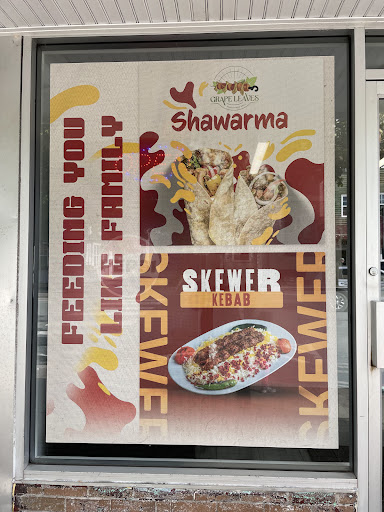 FEEDING YOU
LIKE FAMILY
GRAPE LEAVES
Shawarma
SKEWER
SKEWER
KEBAB
SKEWER